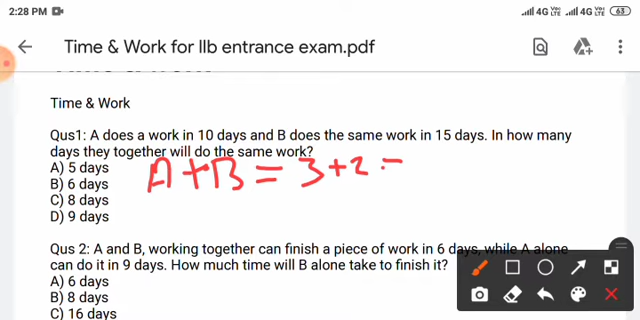 2:28 PM 4G VoLTE 4G VoLTE 63
Time & Work for llb entrance exam.pdf
Time & Work
Qus1: A does a work in 10 days and B does the same work in 15 days. In how many
days they together will do the same work?
A) 5 days
B) 6 days
C) 8 days
D) 9 days
A+B = 3+2 =
Qus 2: A and B, working together can finish a piece of work in 6 days, while A alone
can do it in 9 days. How much time will B alone take to finish it?
A) 6 days
B) 8 days
C) 16 days